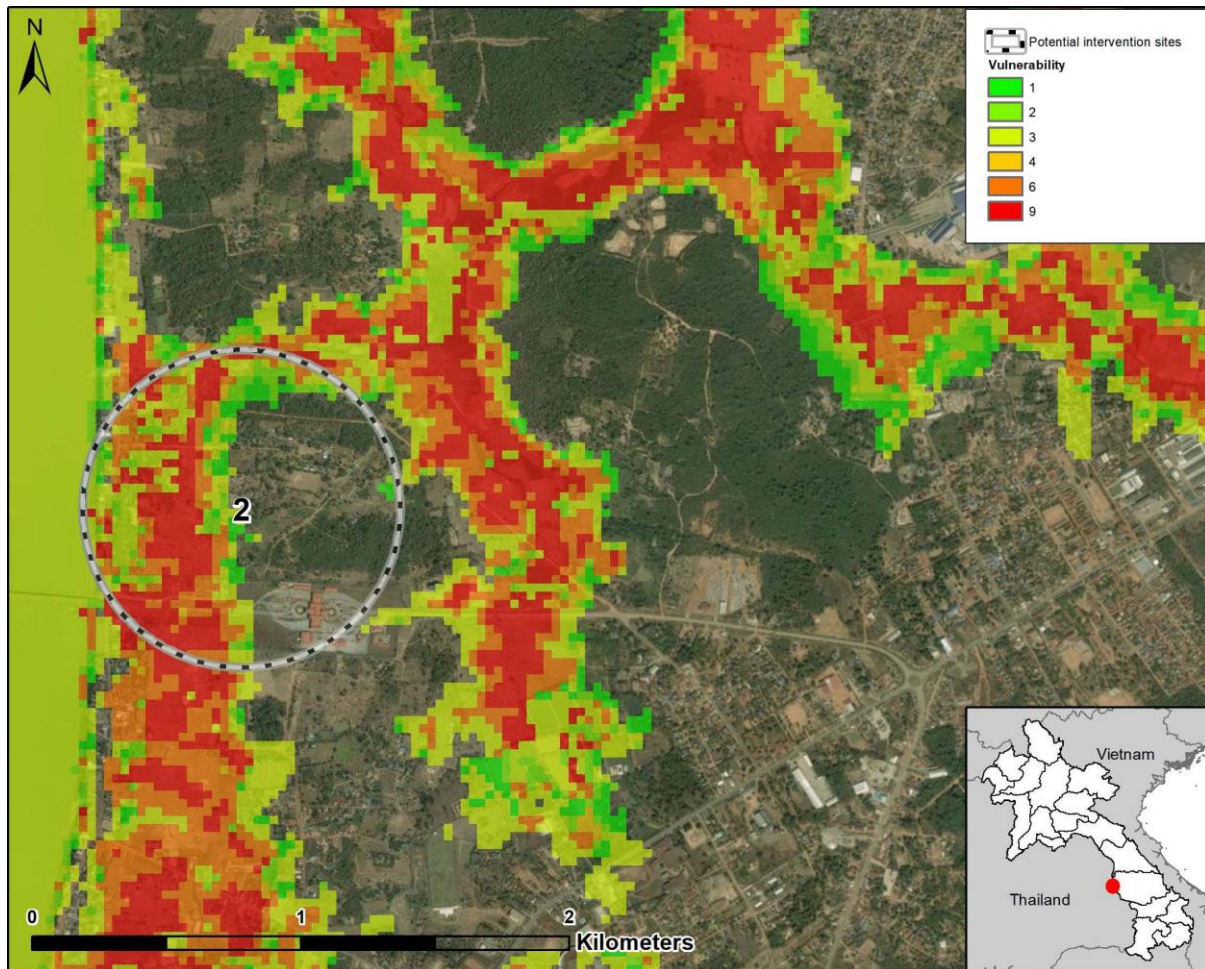 N
Potential intervention sites
Vulnerability
1
2
3
4
6
9
2
Vietnam
Thailand
0
1
2
Kilometers